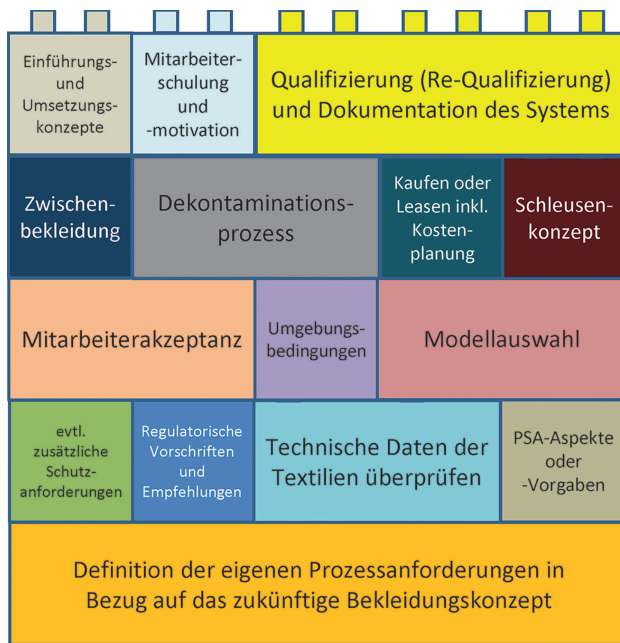 Einführungs-
und
Umsetzungs-
konzepte
Mitarbeiter-
schulung
und
-motivation
Qualifizierung (Re-Qualifizierung)
und Dokumentation des Systems
Zwischen-
bekleidung
Dekontaminations-
prozess
Kaufen oder
Leasen inkl.
Kosten-
planung
Schleusen-
konzept
Mitarbeiterakzeptanz
Umgebungs-
bedingungen
Modellauswahl
evtl.
zusätzliche
Schutz-
anforderungen
Regulatorische
Vorschriften
und
Empfehlungen
Technische Daten der
Textilien überprüfen
PSA-Aspekte
oder
-Vorgaben
Definition der eigenen Prozessanforderungen in
Bezug auf das zukünftige Bekleidungskonzept